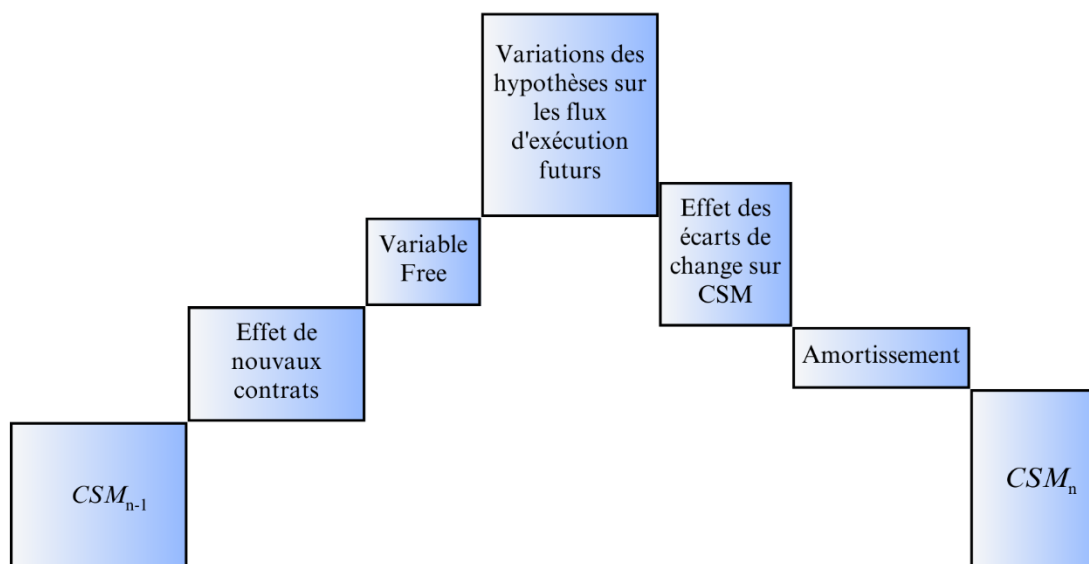 CSMn-1
Effet de
nouvaux
contrats
Variable
Free
Variations des
hypothèses sur
les flux
d'exécution
futurs
Effet des
écarts de
change sur
CSM
Amortissement
CSMn